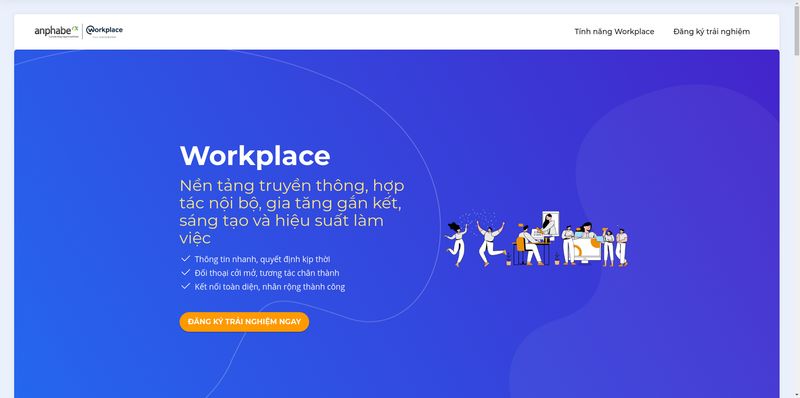 anphabe
Workplace
Tính năng Workplace
Đăng ký trải nghiệm
Workplace
Nền tảng truyền thông, hợp
tác nội bộ, gia tăng gắn kết,
sáng tạo và hiệu suất làm
việc
Thông tin nhanh, quyết định kịp thời
Đối thoại cởi mở, tương tác chân thành
Kết nối toàn diện, nhân rộng thành công
ĐĂNG KÝ TRẢI NGHIỆM NGAY